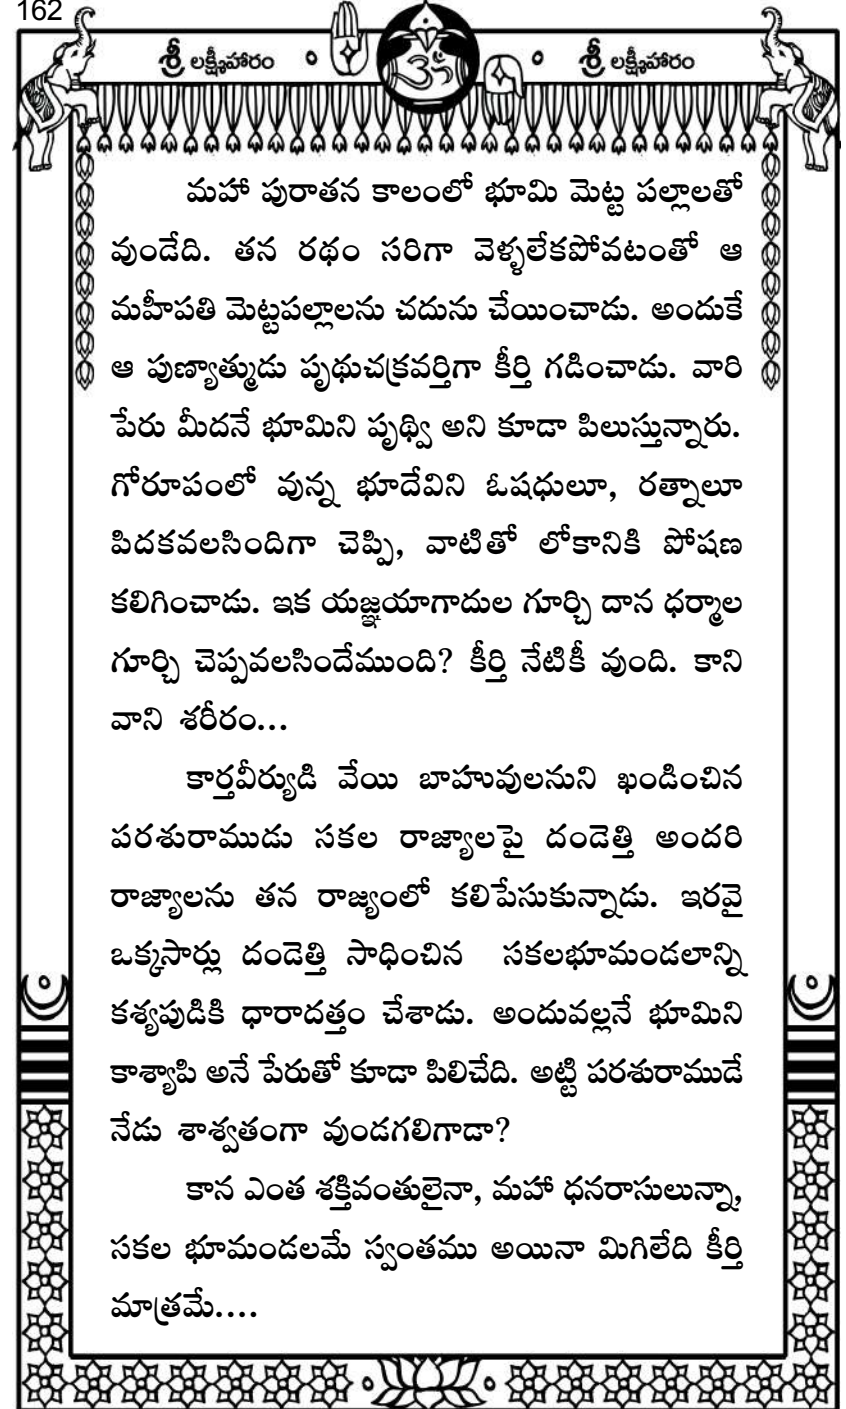 162
శ్రీ లక్ష్మీహారం శ్రీ లక్ష్మీహారం
ॐ
మహా పురాతన కాలంలో భూమి మెట్ట పల్లాలతో
వుండేది. తన రథం సరిగా వెళ్ళలేకపోవటంతో ఆ
మహీపతి మెట్టపల్లాలను చదును చేయించాడు. అందుకే
ఆ పుణ్యాత్ముడు పృథుచక్రవర్తిగా కీర్తి గడించాడు. వారి
పేరు మీదనే భూమిని పృథ్వి అని కూడా పిలుస్తున్నారు.
గోరూపంలో వున్న భూదేవిని ఓషధులూ, రత్నాలూ
పిదకవలసిందిగా చెప్పి, వాటితో లోకానికి పోషణ
కలిగించాడు. ఇక యజ్ఞయాగాదుల గూర్చి దాన ధర్మాల
గూర్చి చెప్పవలసిందేముంది? కీర్తి నేటికీ వుంది. కాని
వాని శరీరం...
కార్తవీర్యుడి వేయి బాహువులనుని ఖండించిన
పరశురాముడు సకల రాజ్యాలపై దండెత్తి అందరి
రాజ్యాలను తన రాజ్యంలో కలిపేసుకున్నాడు. ఇరవై
ఒక్కసార్లు దండెత్తి సాధించిన సకలభూమండలాన్ని
కశ్యపుడికి ధారాదత్తం చేశాడు. అందువల్లనే భూమిని
కాశ్యాపి అనే పేరుతో కూడా పిలిచేది. అట్టి పరశురాముడే
నేడు శాశ్వతంగా వుండగలిగాడా?
కాన ఎంత శక్తివంతులైనా, మహా ధనరాసులున్నా,
సకల భూమండలమే స్వంతము అయినా మిగిలేది కీర్తి
మాత్రమే....